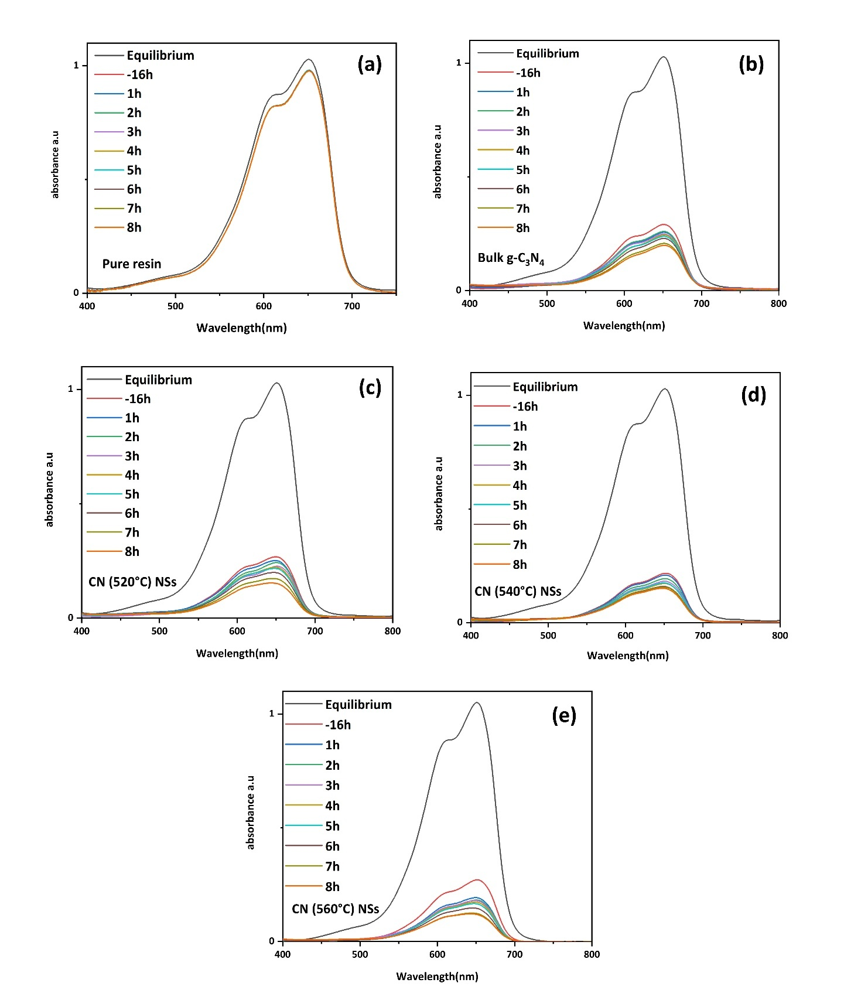 (a)
Equilibrium
-16h
1h
2h
3h
4h
5h
6h
7h
8h
Pure resin
absorbance a.u
1
0
400 500 600 700
Wavelength(nm)
(b)
Equilibrium
-16h
1h
2h
3h
4h
5h
6h
7h
8h
Bulk g-C₃N₄
absorbance a.u
1
0
400 500 600 700 800
Wavelength(nm)
(c)
Equilibrium
-16h
1h
2h
3h
4h
5h
6h
7h
8h
CN (520°C) NSs
absorbance a.u
1
0
400 500 600 700 800
Wavelength(nm)
(d)
Equilibrium
-16h
1h
2h
3h
4h
5h
6h
7h
8h
CN (540°C) NSs
absorbance a.u
1
0
400 500 600 700 800
Wavelength(nm)
(e)
Equilibrium
-16h
1h
2h
3h
4h
5h
6h
7h
8h
CN (560°C) NSs
absorbance a.u
1
0
400 500 600 700 800
Wavelength(nm)